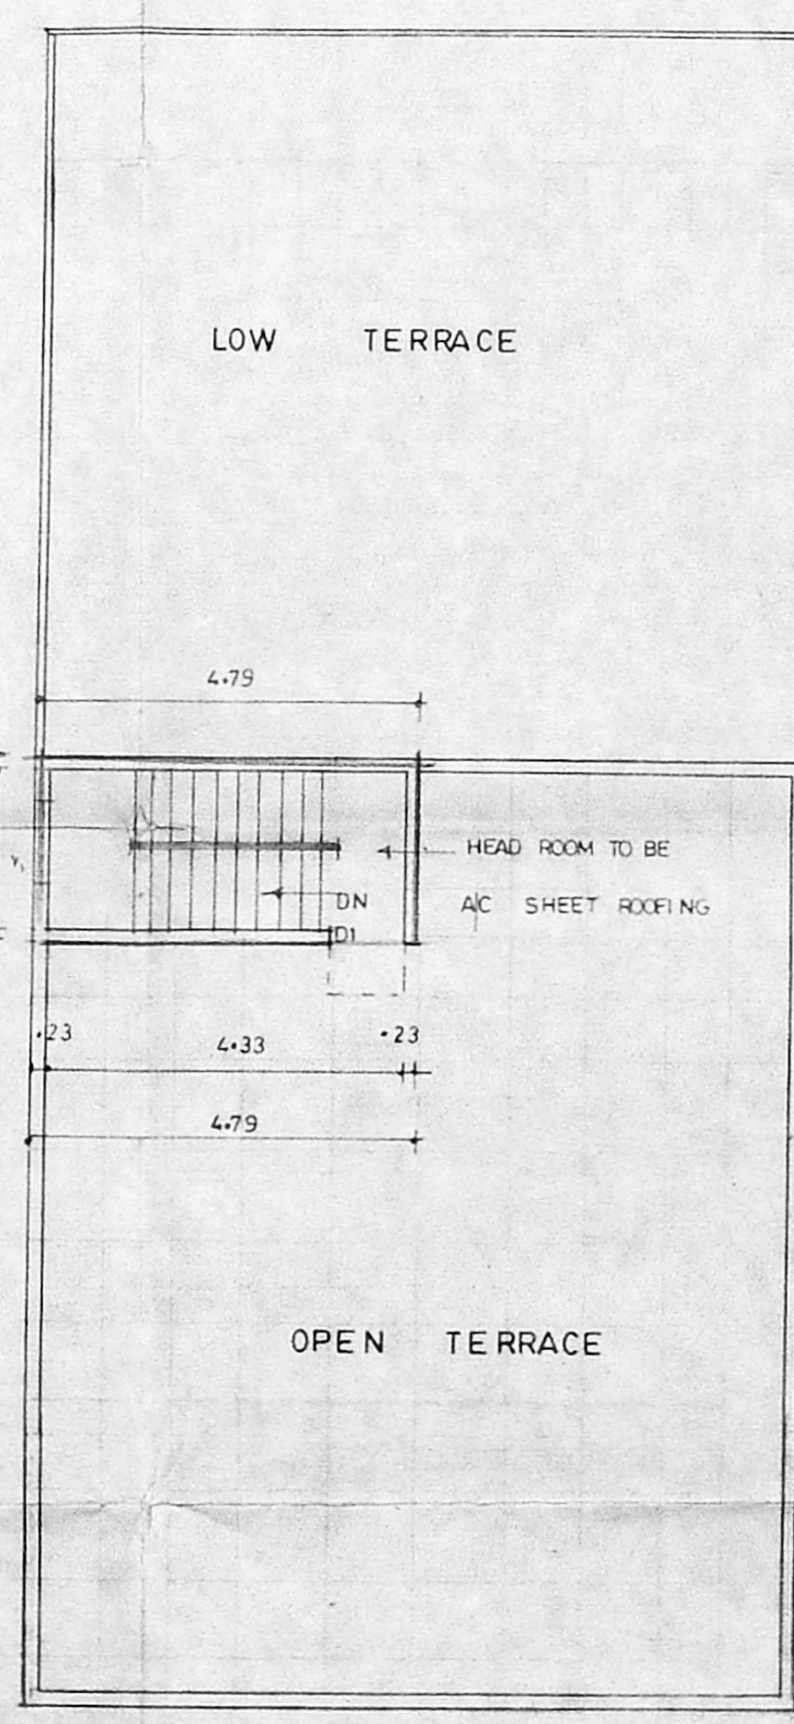 LOW TERRACE
4.79
HEAD ROOM TO BE
A/C SHEET ROOFING
DN
D1
.23
4.33
.23
4.79
OPEN TERRACE